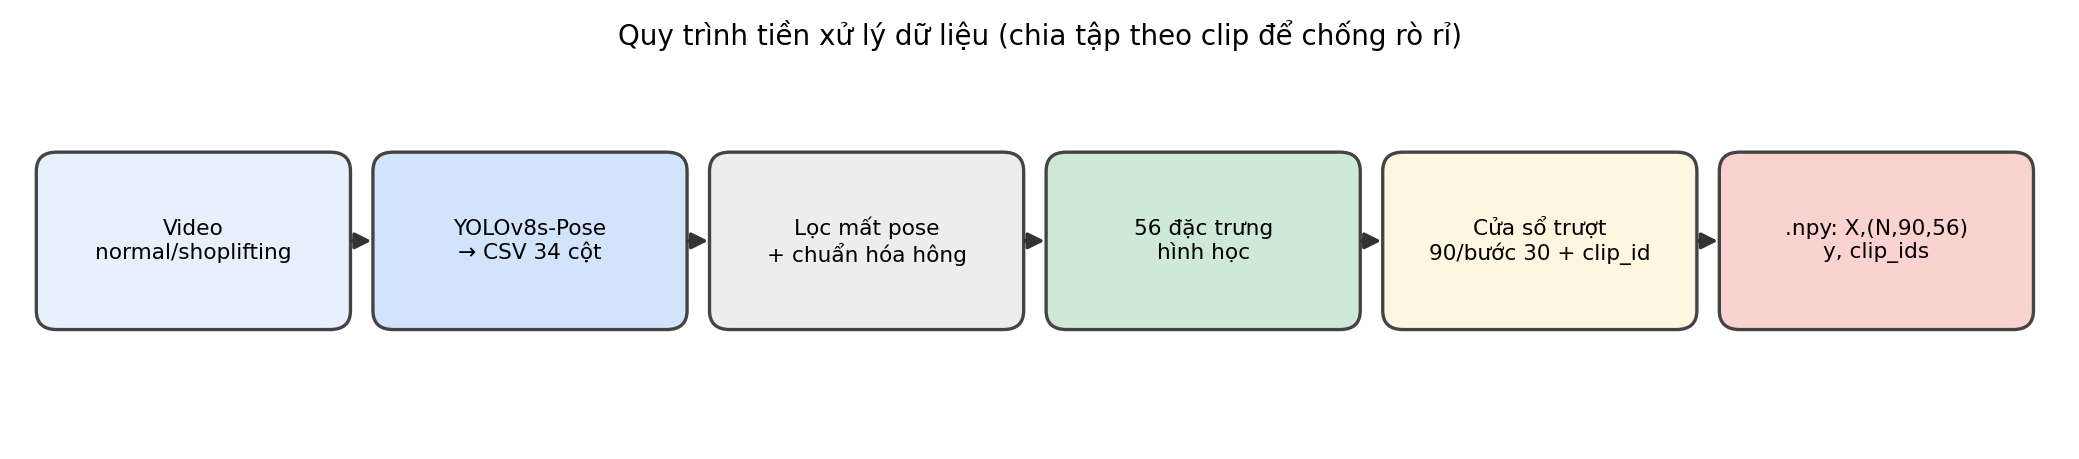 Quy trình tiền xử lý dữ liệu (chia tập theo clip để chống rò rỉ)
Video
normal/shoplifting
YOLOv8s-Pose
→ CSV 34 cột
Lọc mất pose
+ chuẩn hóa hông
56 đặc trưng
hình học
Cửa sổ trượt
90/bước 30 + clip_id
.npy: X,(N,90,56)
y, clip_ids